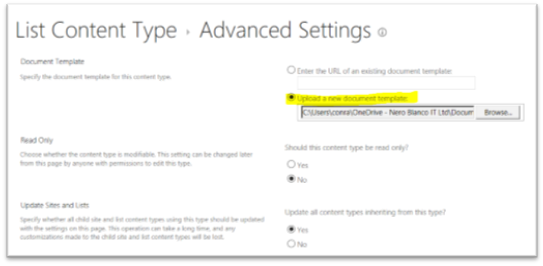 List Content Type › Advanced Settings
Document Template
Specify the document template for this content type.
Enter the URL of an existing document template:
Upload a new document template:
C:\Users\conra\OneDrive - Nero Blanco IT Ltd\Docum
Browse...
Read Only
Choose whether the content type is modifiable. This setting can be changed later
from this page by anyone with permissions to edit this type.
Should this content type be read only?
Yes
No
Update Sites and Lists
Specify whether all child site and list content types using this type should be updated
with the settings on this page. This operation can take a long time, and any
customizations made to the child site and list content types will be lost.
Update all content types inheriting from this type?
Yes
No